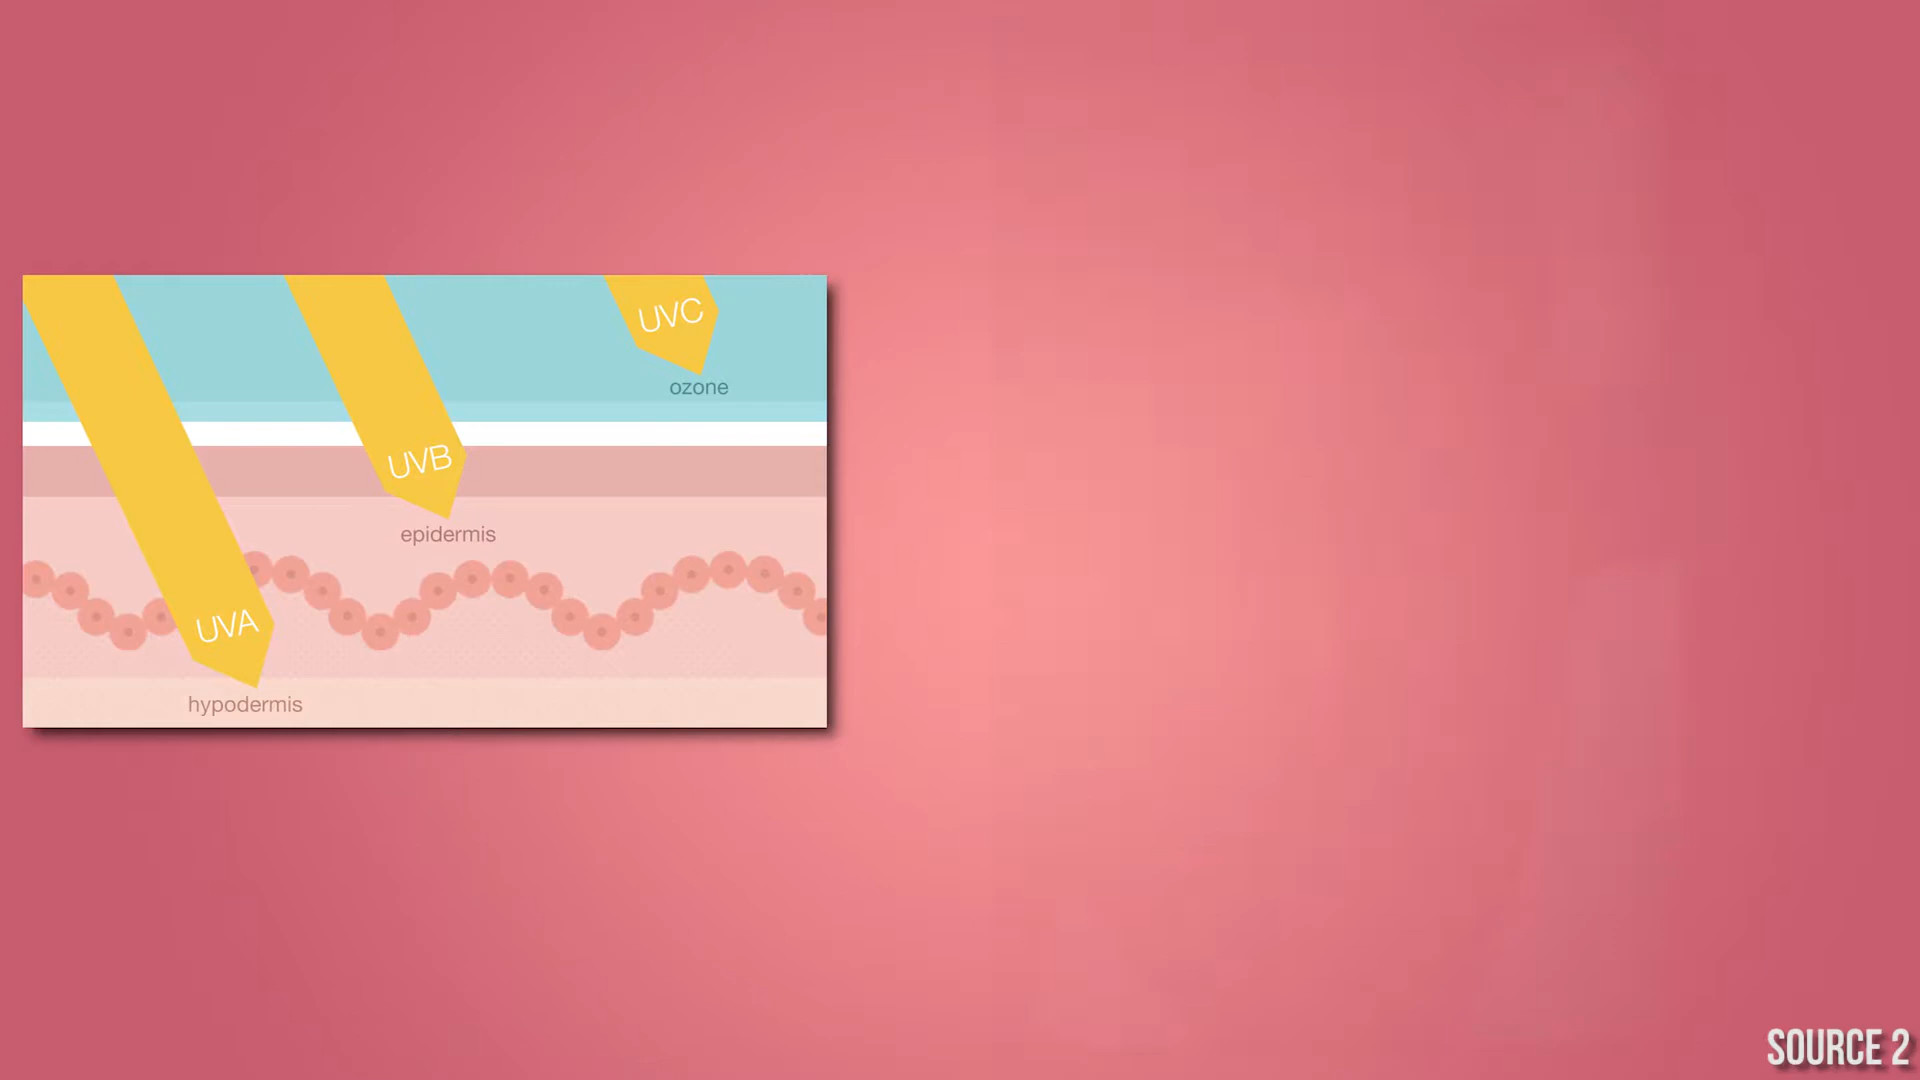 UVC
ozone
UVB
epidermis
UVA
hypodermis
SOURCE 2